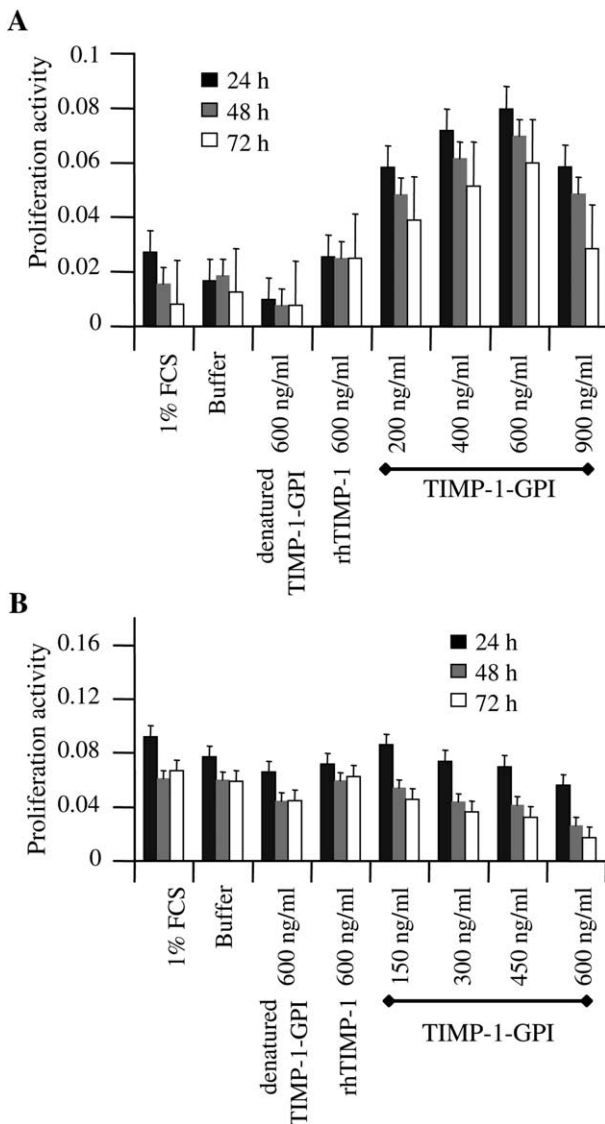 A
Proliferation activity
0.1
0.08
0.06
0.04
0.02
0
24 h
48 h
72 h
1% FCS
Buffer
denatured
TIMP-1-GPI
600 ng/ml
rhTIMP-1
600 ng/ml
200 ng/ml
400 ng/ml
600 ng/ml
900 ng/ml
TIMP-1-GPI
B
Proliferation activity
0.16
0.12
0.08
0.04
0
24 h
48 h
72 h
1% FCS
Buffer
denatured
TIMP-1-GPI
600 ng/ml
rhTIMP-1
600 ng/ml
150 ng/ml
300 ng/ml
450 ng/ml
600 ng/ml
TIMP-1-GPI